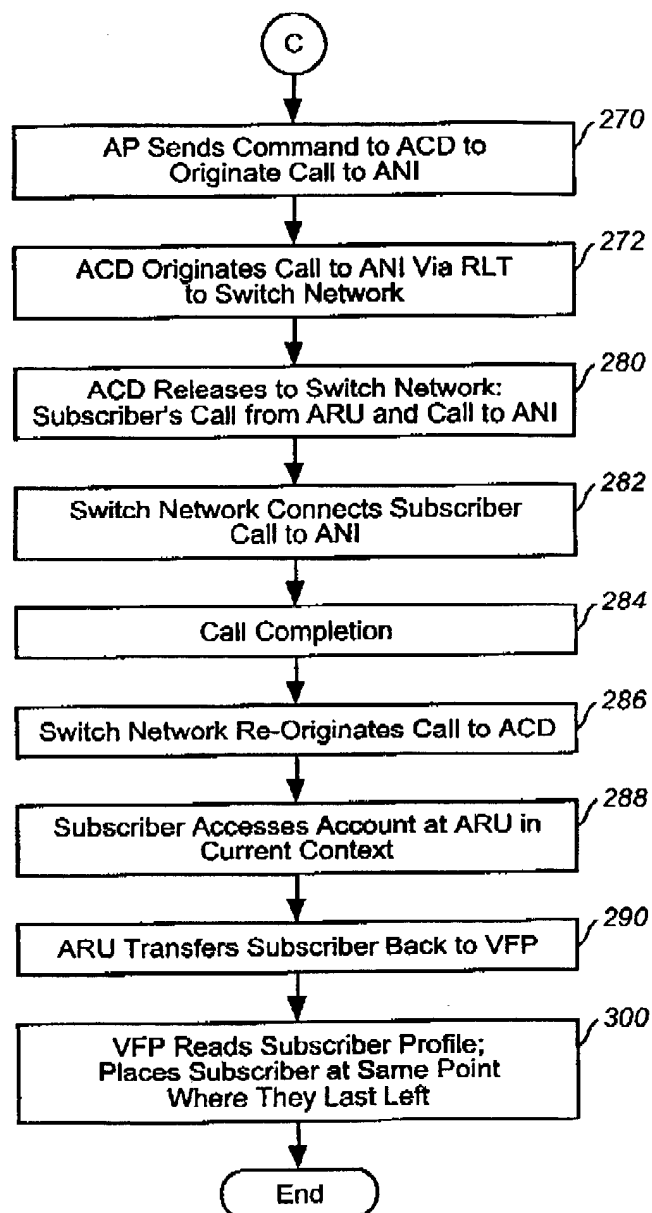 C
270
AP Sends Command to ACD to
Originate Call to ANI
272
ACD Originates Call to ANI Via RLT
to Switch Network
280
ACD Releases to Switch Network:
Subscriber's Call from ARU and Call to ANI
282
Switch Network Connects Subscriber
Call to ANI
284
Call Completion
286
Switch Network Re-Originates Call to ACD
288
Subscriber Accesses Account at ARU in
Current Context
290
ARU Transfers Subscriber Back to VFP
300
VFP Reads Subscriber Profile;
Places Subscriber at Same Point
Where They Last Left
End